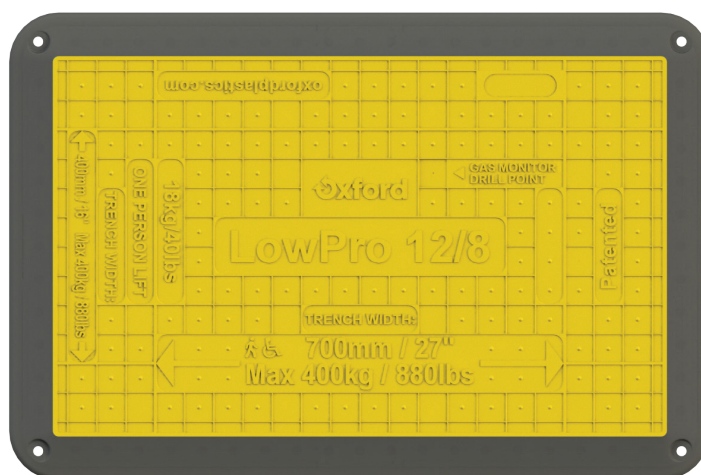 oxfordplastics.com
GAS MONITOR
DRILL POINT
Oxford
LowPro 12/8
TRENCH WIDTH:
700mm / 27"
Max 400kg / 880lbs
TRENCH WIDTH:
400mm / 16" Max 400kg / 880lbs
ONE PERSON LIFT
18kg/40lbs
Patented